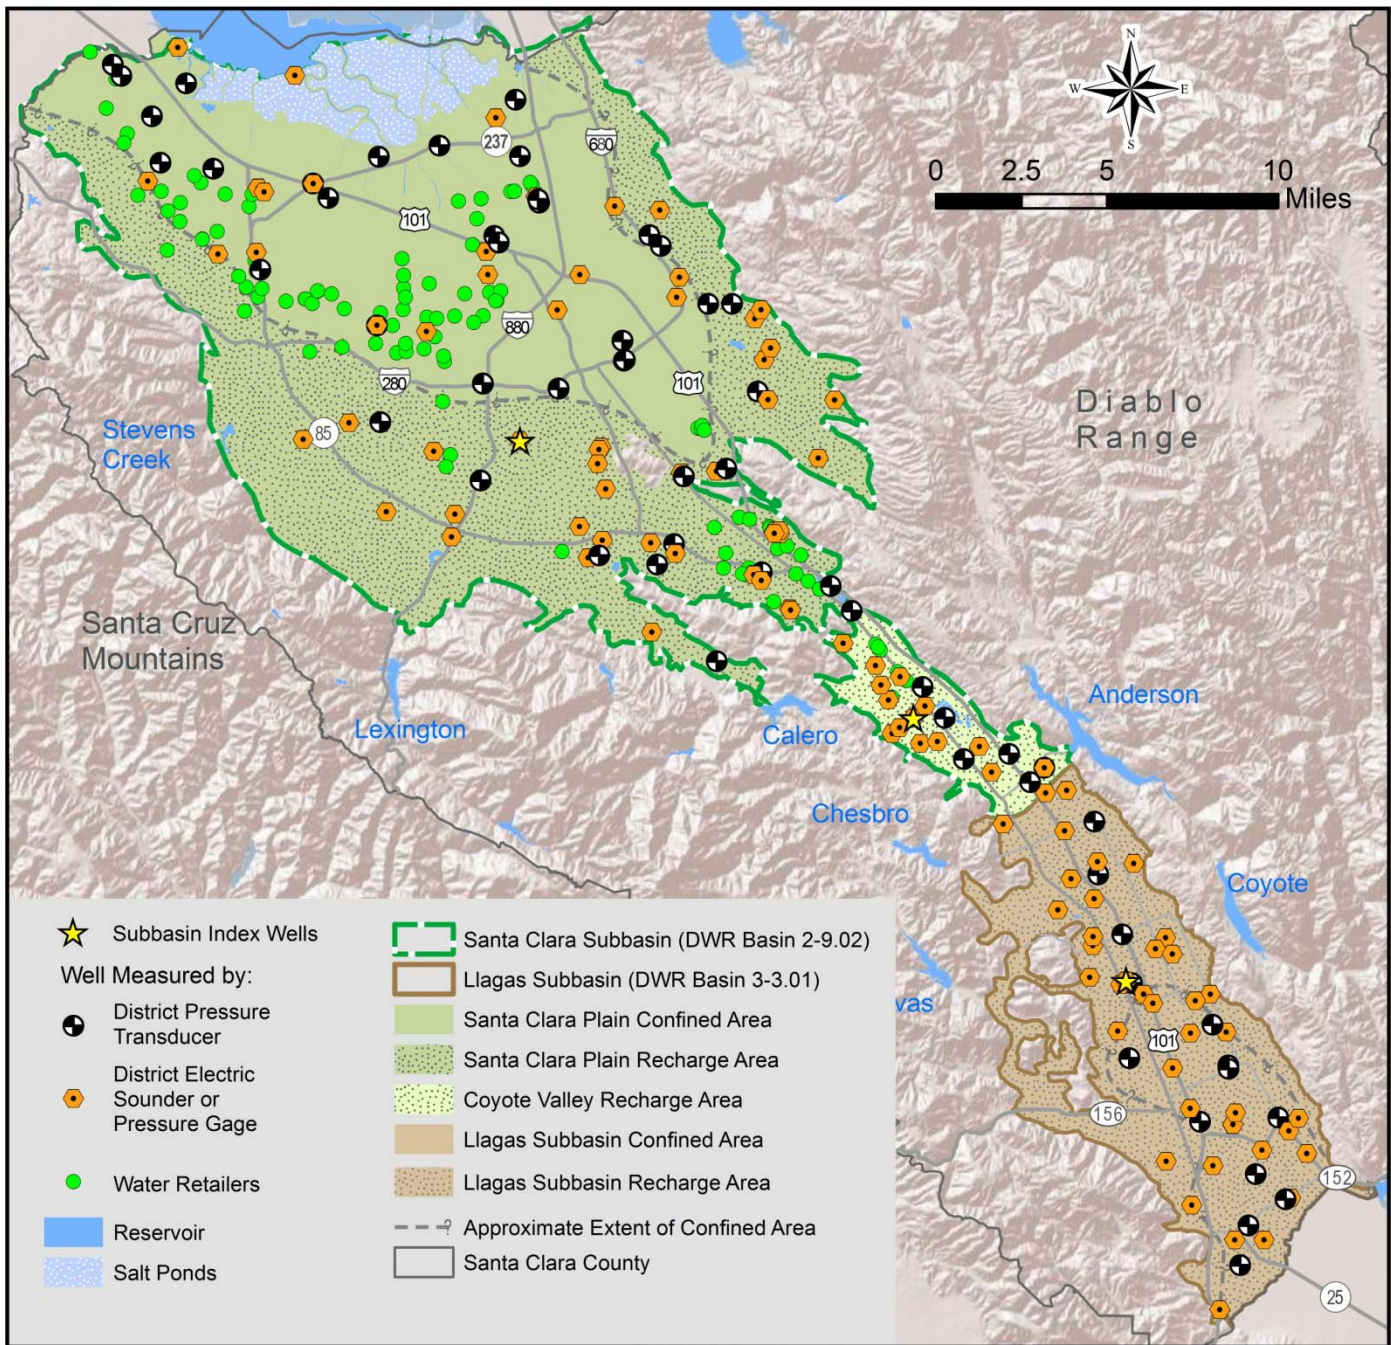 N
W
E
S
237
680
0
2.5
5
10
Miles
101
880
280
101
Diablo
Range
85
Stevens
Creek
Santa Cruz
Mountains
Lexington
Calero
Anderson
Chesbro
Coyote
vas
101
156
152
25
Subbasin Index Wells
Well Measured by:
District Pressure
Transducer
District Electric
Sounder or
Pressure Gage
Water Retailers
Reservoir
Salt Ponds
Santa Clara Subbasin (DWR Basin 2-9.02)
Llagas Subbasin (DWR Basin 3-3.01)
Santa Clara Plain Confined Area
Santa Clara Plain Recharge Area
Coyote Valley Recharge Area
Llagas Subbasin Confined Area
Llagas Subbasin Recharge Area
Approximate Extent of Confined Area
Santa Clara County